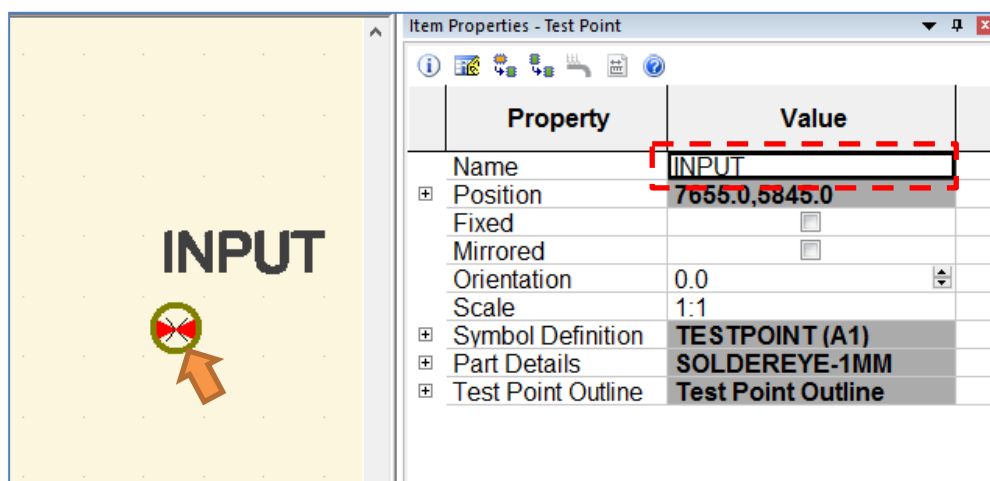 INPUT
Item Properties - Test Point
Property Value
Name INPUT
Position 7655.0,5845.0
Fixed
Mirrored
Orientation 0.0
Scale 1:1
Symbol Definition TESTPOINT (A1)
Part Details SOLDEREYE-1MM
Test Point Outline Test Point Outline